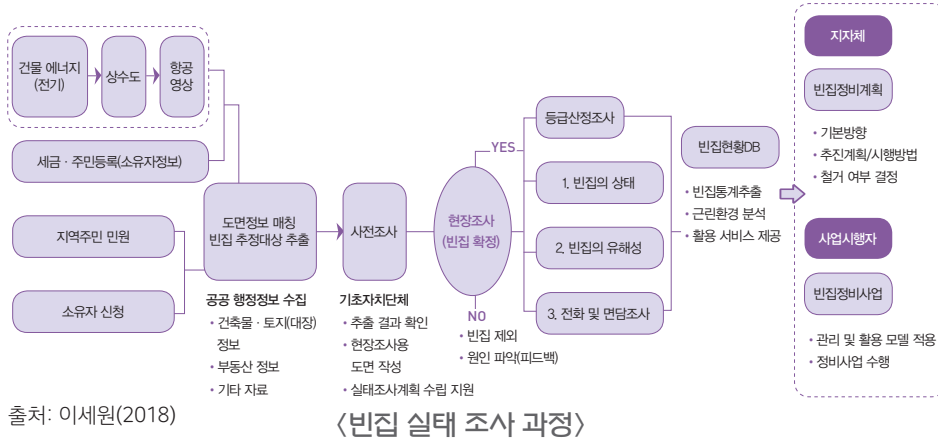 건물 에너지
(전기)
상수도
항공
영상
세금 · 주민등록(소유자정보)
지역주민 민원
소유자 신청
도면정보 매칭
빈집 추정대상 추출
공공 행정정보 수집
• 건축물 · 토지(대장)
정보
• 부동산 정보
• 기타 자료
사전조사
기초자치단체
• 추출 결과 확인
• 현장조사용
도면 작성
• 실태조사계획 수립 지원
현장조사
(빈집 확정)
YES
NO
• 빈집 제외
• 원인 파악(피드백)
등급산정조사
1. 빈집의 상태
2. 빈집의 유해성
3. 전화 및 면담조사
빈집현황DB
• 빈집통계추출
• 근린환경 분석
• 활용 서비스 제공
지자체
빈집정비계획
• 기본방향
• 추진계획/시행방법
• 철거 여부 결정
사업시행자
빈집정비사업
• 관리 및 활용 모델 적용
• 정비사업 수행
출처: 이세원(2018)
〈빈집 실태 조사 과정〉